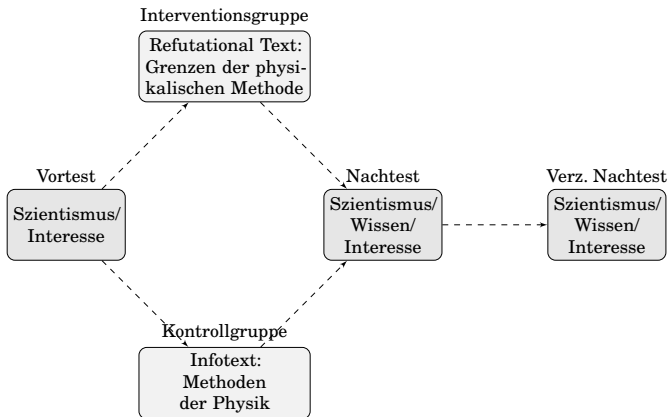 Interventionsgruppe
Refutational Text:
Grenzen der physi-
kalischen Methode
Vortest
Szientismus/
Interesse
Nachtest
Szientismus/
Wissen/
Interesse
Verz. Nachtest
Szientismus/
Wissen/
Interesse
Kontrollgruppe
Infotext:
Methoden
der Physik